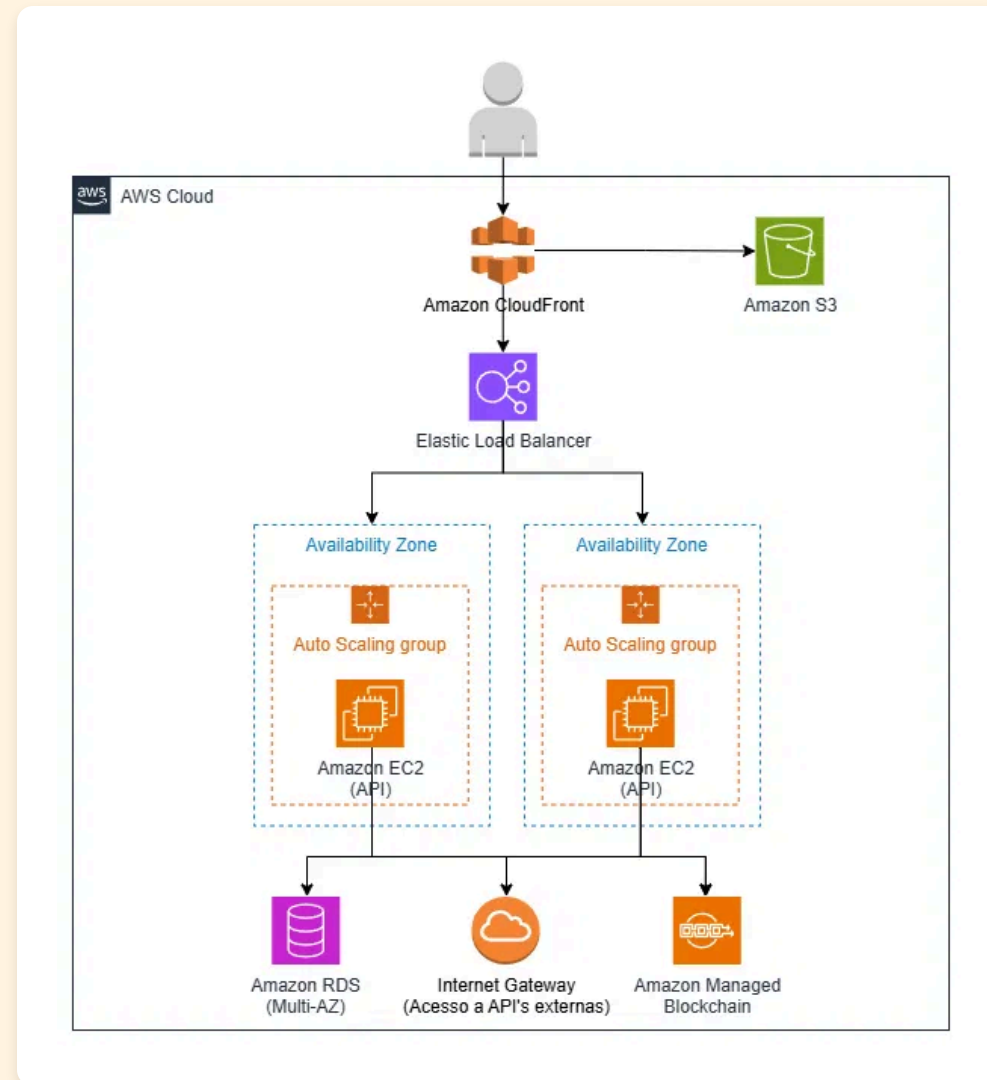 aws
AWS Cloud
Amazon CloudFront
Amazon S3
Elastic Load Balancer
Availability Zone
Availability Zone
Auto Scaling group
Auto Scaling group
Amazon EC2
(API)
Amazon EC2
(API)
Amazon RDS
(Multi-AZ)
Internet Gateway
(Acesso a API's externas)
Amazon Managed
Blockchain